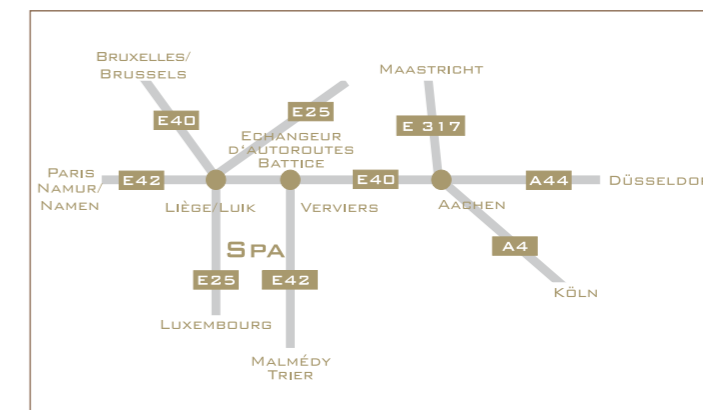 BRUXELLES/
BRUSSELS
MAASTRICHT
E40
E25
E 317
ECHANGEUR
D'AUTOROUTES
BATTICE
PARIS
NAMUR/
NAMEN
E42
E40
A44
DÜSSELDOR
LIÈGE/LUIK
VERVIERS
AACHEN
SPA
A4
E25
E42
KÖLN
LUXEMBOURG
MALMÉDY
TRIER